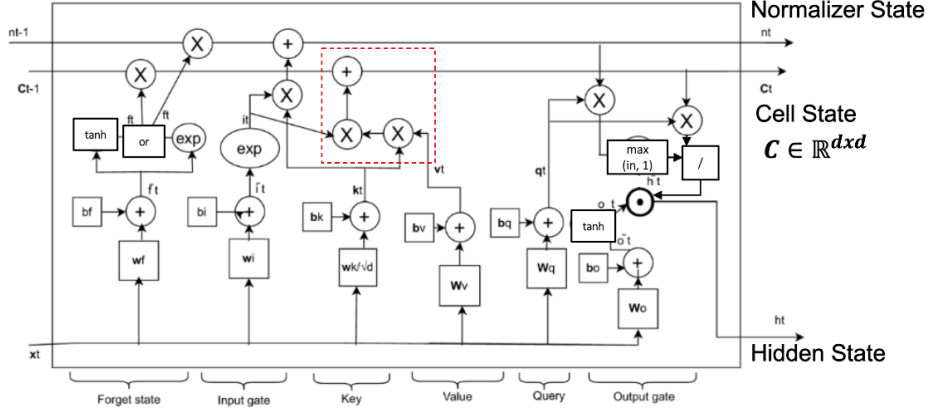 Normalizer State
nt-1
nt
Ct-1
Ct
Cell State
C ∈ ℝdxd
X
+
X
+
X
X
X
X
X
tanh
ft
or
ft
exp
it
exp
max
(in, 1)
/
h̃t
f̃t
ĩt
kt
vt
qt
ot
tanh
õt
bf
+
bi
+
bk
+
bv
+
bq
+
bo
+
wf
wi
wk/√d
Wv
Wq
Wo
xt
ht
Hidden State
Forget state
Input gate
Key
Value
Query
Output gate